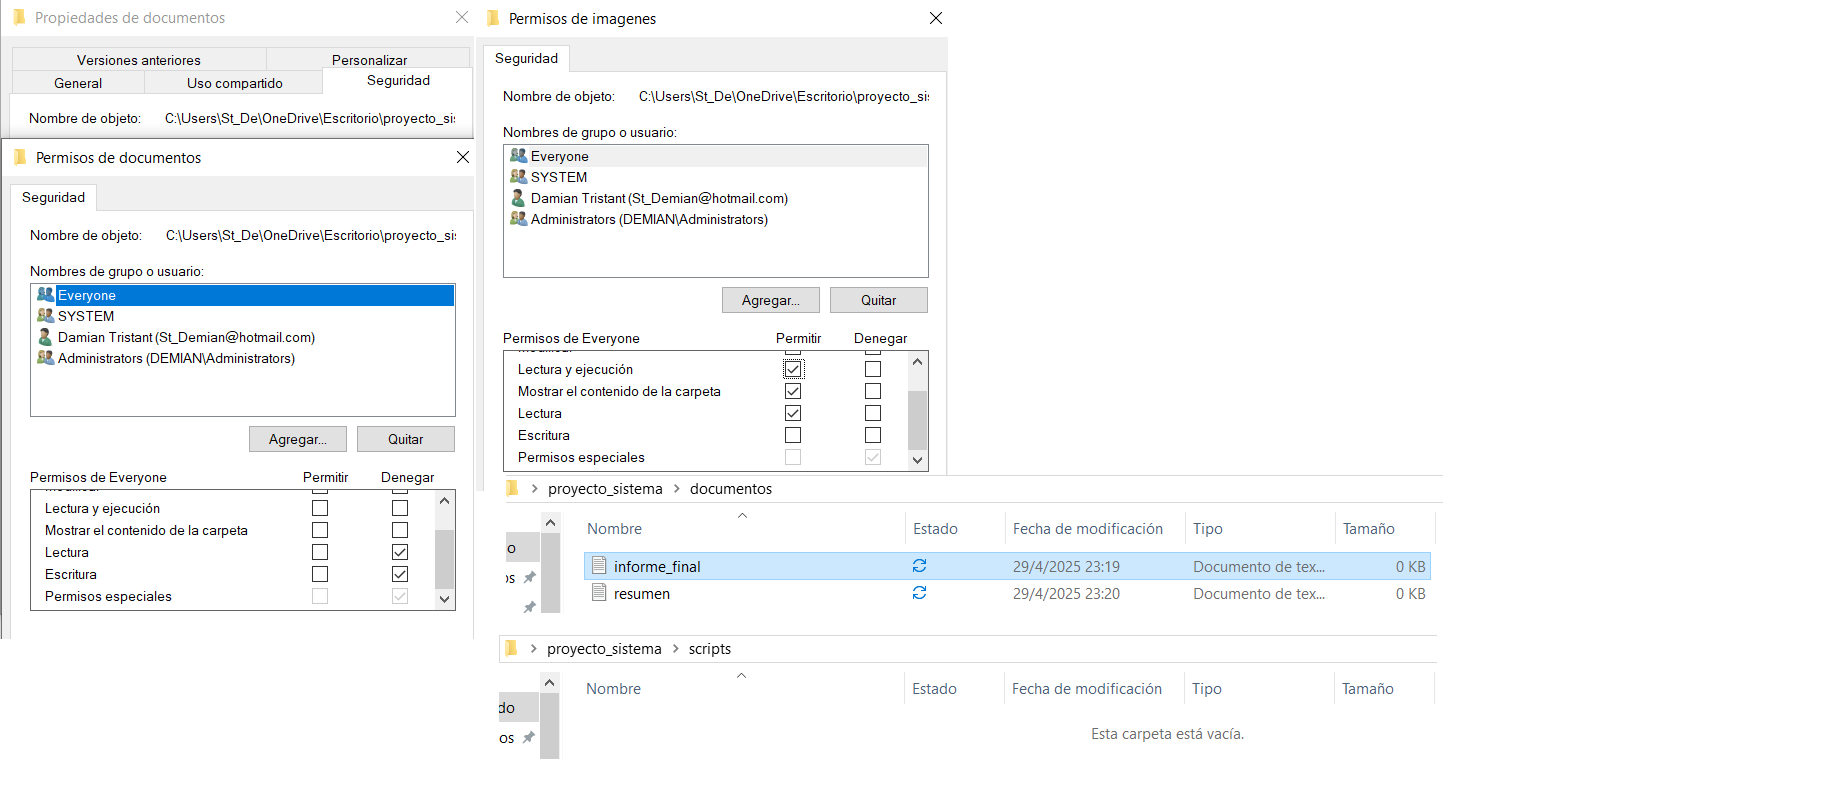 Propiedades de documentos
Versiones anteriores
Personalizar
General
Uso compartido
Seguridad
Nombre de objeto: C:\Users\St_De\OneDrive\Escritorio\proyecto_sis
Permisos de documentos
Seguridad
Nombre de objeto: C:\Users\St_De\OneDrive\Escritorio\proyecto_sis
Nombres de grupo o usuario:
Everyone
SYSTEM
Damian Tristant (St_Demian@hotmail.com)
Administrators (DEMIAN\Administrators)
Agregar...
Quitar
Permisos de Everyone Permitir Denegar
Lectura y ejecución
Mostrar el contenido de la carpeta
Lectura
Escritura
Permisos especiales
Permisos de imagenes
Seguridad
Nombre de objeto: C:\Users\St_De\OneDrive\Escritorio\proyecto_sis
Nombres de grupo o usuario:
Everyone
SYSTEM
Damian Tristant (St_Demian@hotmail.com)
Administrators (DEMIAN\Administrators)
Agregar...
Quitar
Permisos de Everyone Permitir Denegar
Lectura y ejecución
Mostrar el contenido de la carpeta
Lectura
Escritura
Permisos especiales
proyecto_sistema > documentos
Nombre Estado Fecha de modificación Tipo Tamaño
informe_final 29/4/2025 23:19 Documento de tex... 0 KB
resumen 29/4/2025 23:20 Documento de tex... 0 KB
proyecto_sistema > scripts
Nombre Estado Fecha de modificación Tipo Tamaño
do
os
Esta carpeta está vacía.